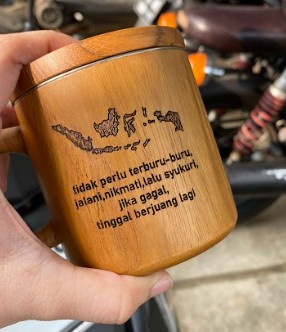 tidak perlu terburu-buru,
jalani,nikmati,lalu syukuri,
jika gagal,
tinggal berjuang lagi